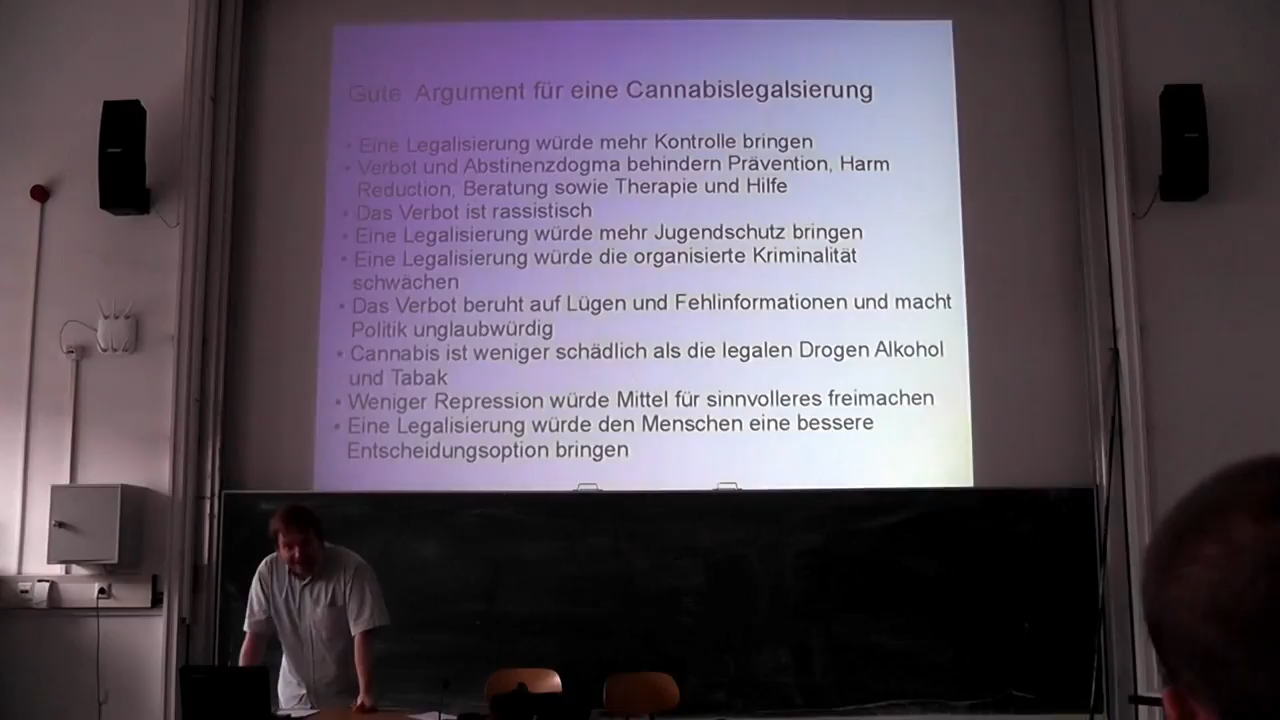 Gute Argument für eine Cannabislegalsierung
• Eine Legalisierung würde mehr Kontrolle bringen
• Verbot und Abstinenzdogma behindern Prävention, Harm
Reduction, Beratung sowie Therapie und Hilfe
• Das Verbot ist rassistisch
• Eine Legalisierung würde mehr Jugendschutz bringen
• Eine Legalisierung würde die organisierte Kriminalität
schwächen
• Das Verbot beruht auf Lügen und Fehlinformationen und macht
Politik unglaubwürdig
• Cannabis ist weniger schädlich als die legalen Drogen Alkohol
und Tabak
• Weniger Repression würde Mittel für sinnvolleres freimachen
• Eine Legalisierung würde den Menschen eine bessere
Entscheidungsoption bringen